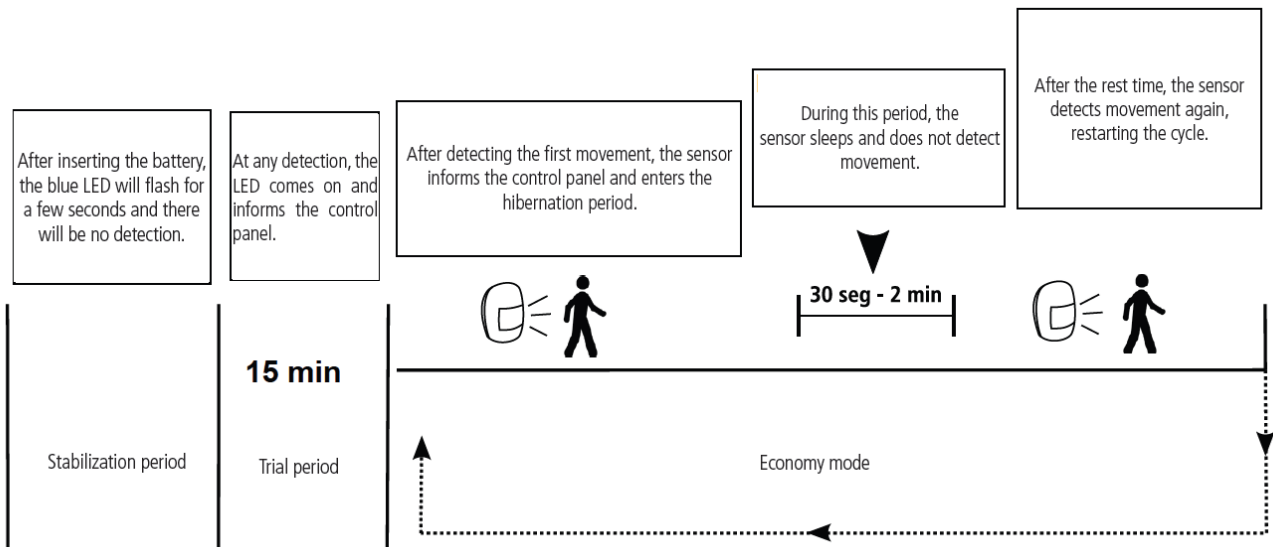 After inserting the battery,
the blue LED will flash for
a few seconds and there
will be no detection.
At any detection, the
LED comes on and
informs the control
panel.
After detecting the first movement, the sensor
informs the control panel and enters the
hibernation period.
During this period, the
sensor sleeps and does not detect
movement.
After the rest time, the sensor
detects movement again,
restarting the cycle.
30 seg - 2 min
15 min
Stabilization period
Trial period
Economy mode